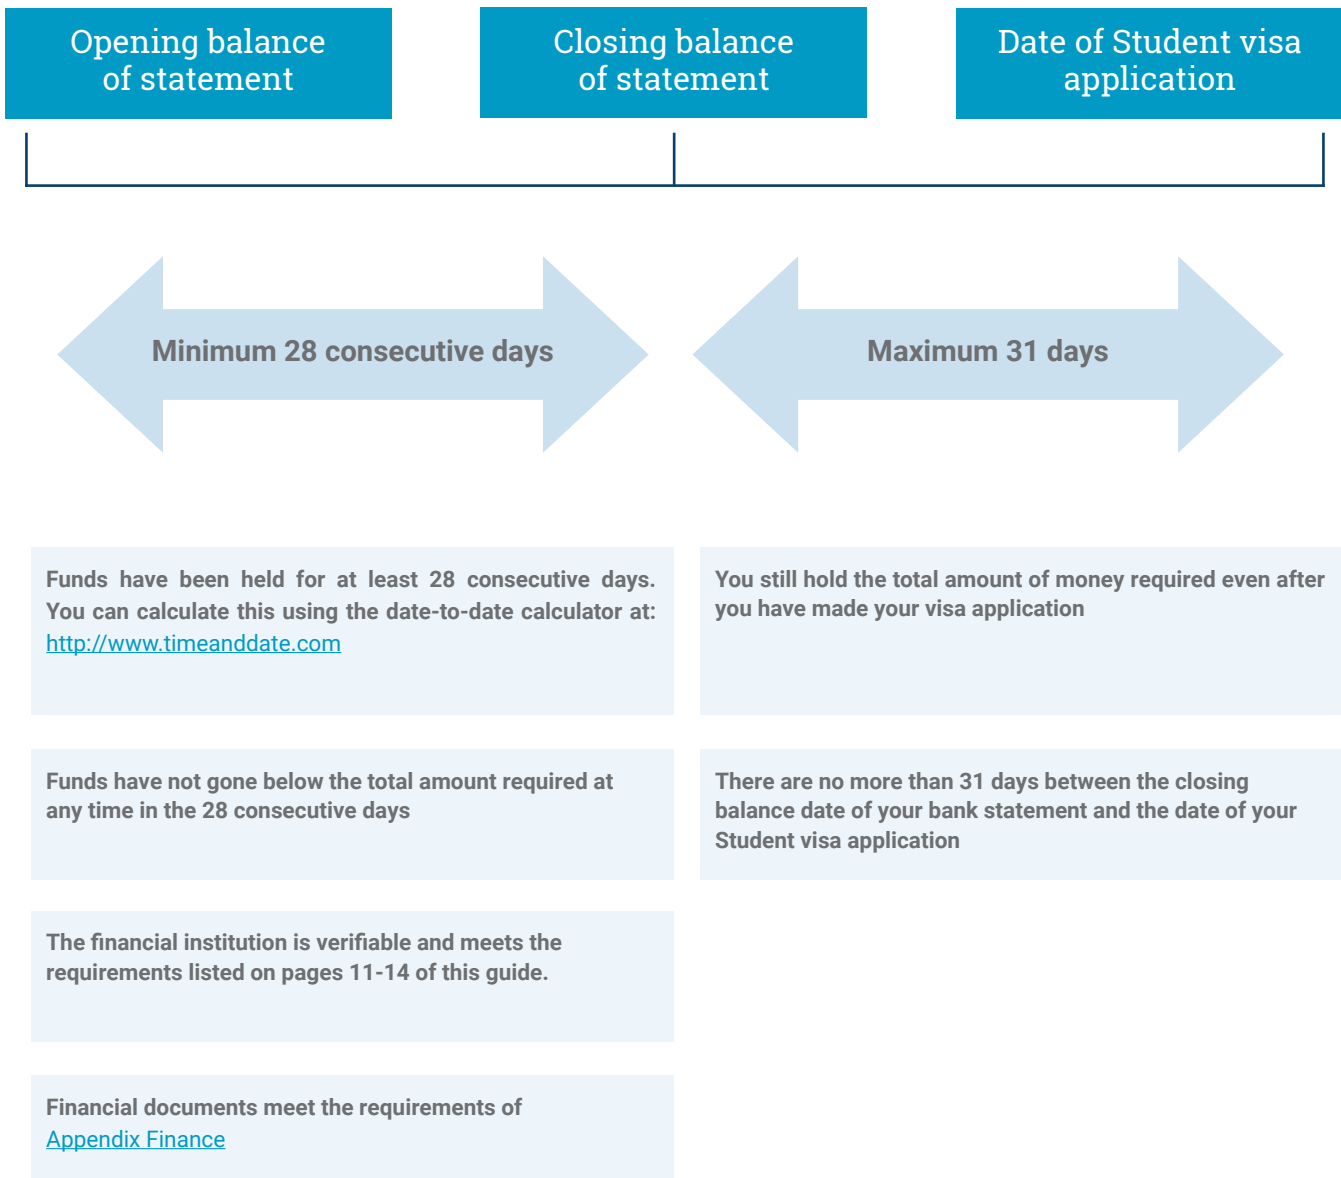 Opening balance
of statement
Closing balance
of statement
Date of Student visa
application
Minimum 28 consecutive days
Maximum 31 days
Funds have been held for at least 28 consecutive days.
You can calculate this using the date-to-date calculator at:
http://www.timeanddate.com
You still hold the total amount of money required even after
you have made your visa application
Funds have not gone below the total amount required at
any time in the 28 consecutive days
There are no more than 31 days between the closing
balance date of your bank statement and the date of your
Student visa application
The financial institution is verifiable and meets the
requirements listed on pages 11-14 of this guide.
Financial documents meet the requirements of
Appendix Finance